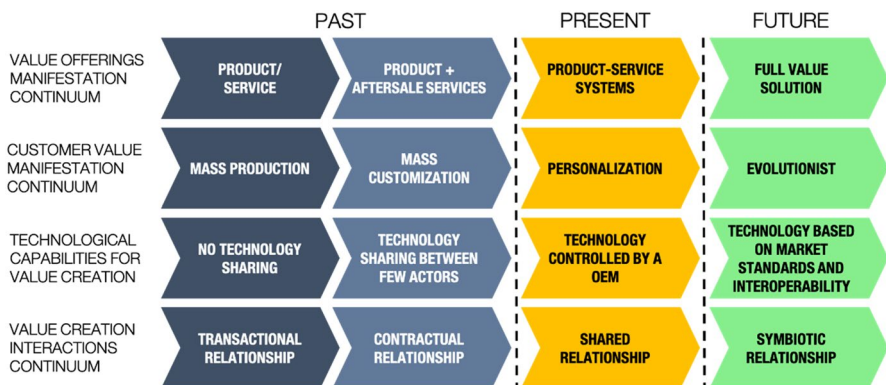 PAST PRESENT FUTURE
VALUE OFFERINGS
MANIFESTATION
CONTINUUM
PRODUCT/
SERVICE
PRODUCT +
AFTERSALE SERVICES
PRODUCT-SERVICE
SYSTEMS
FULL VALUE
SOLUTION
CUSTOMER VALUE
MANIFESTATION
CONTINUUM
MASS PRODUCTION
MASS
CUSTOMIZATION
PERSONALIZATION
EVOLUTIONIST
TECHNOLOGICAL
CAPABILITIES FOR
VALUE CREATION
NO TECHNOLOGY
SHARING
TECHNOLOGY
SHARING BETWEEN
FEW ACTORS
TECHNOLOGY
CONTROLLED BY A
OEM
TECHNOLOGY BASED
ON MARKET
STANDARDS AND
INTEROPERABILITY
VALUE CREATION
INTERACTIONS
CONTINUUM
TRANSACTIONAL
RELATIONSHIP
CONTRACTUAL
RELATIONSHIP
SHARED
RELATIONSHIP
SYMBIOTIC
RELATIONSHIP